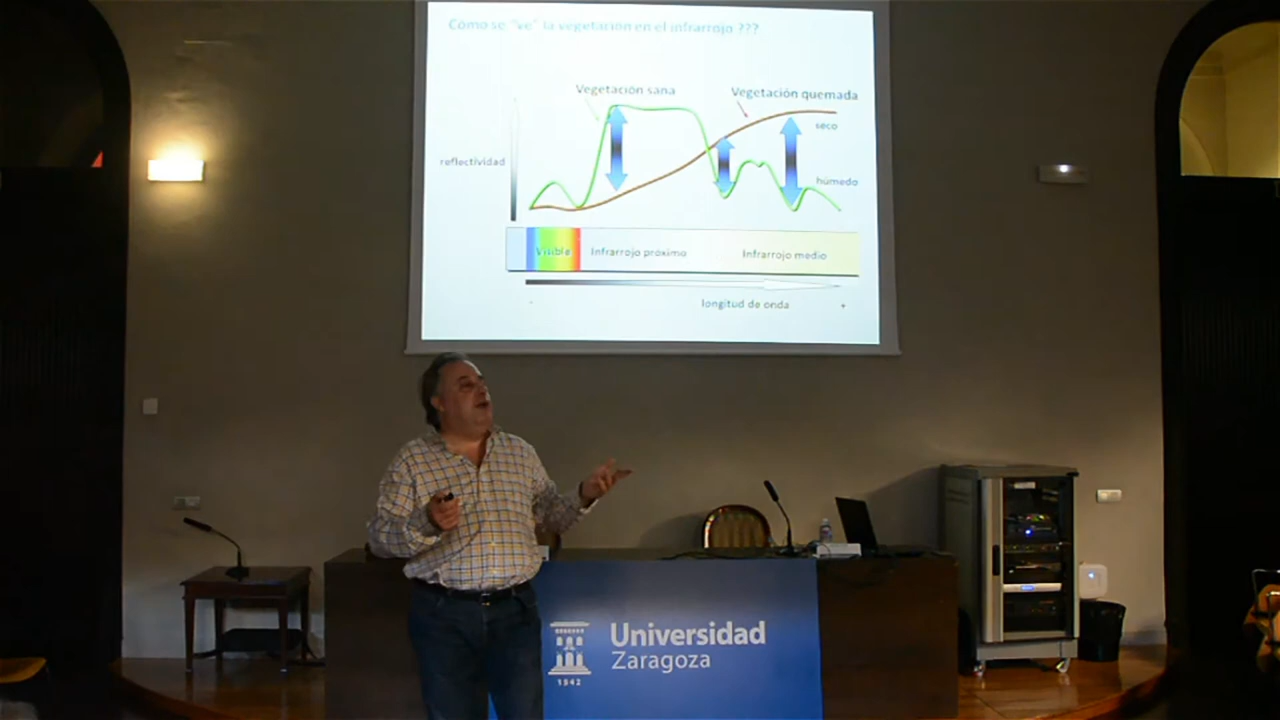 Cómo se "ve" la vegetación en el infrarrojo ???
Vegetación sana
Vegetación quemada
seco
reflectividad
húmedo
Visible
Infrarrojo próximo
Infrarrojo medio
-
longitud de onda
+
Universidad
Zaragoza
1542